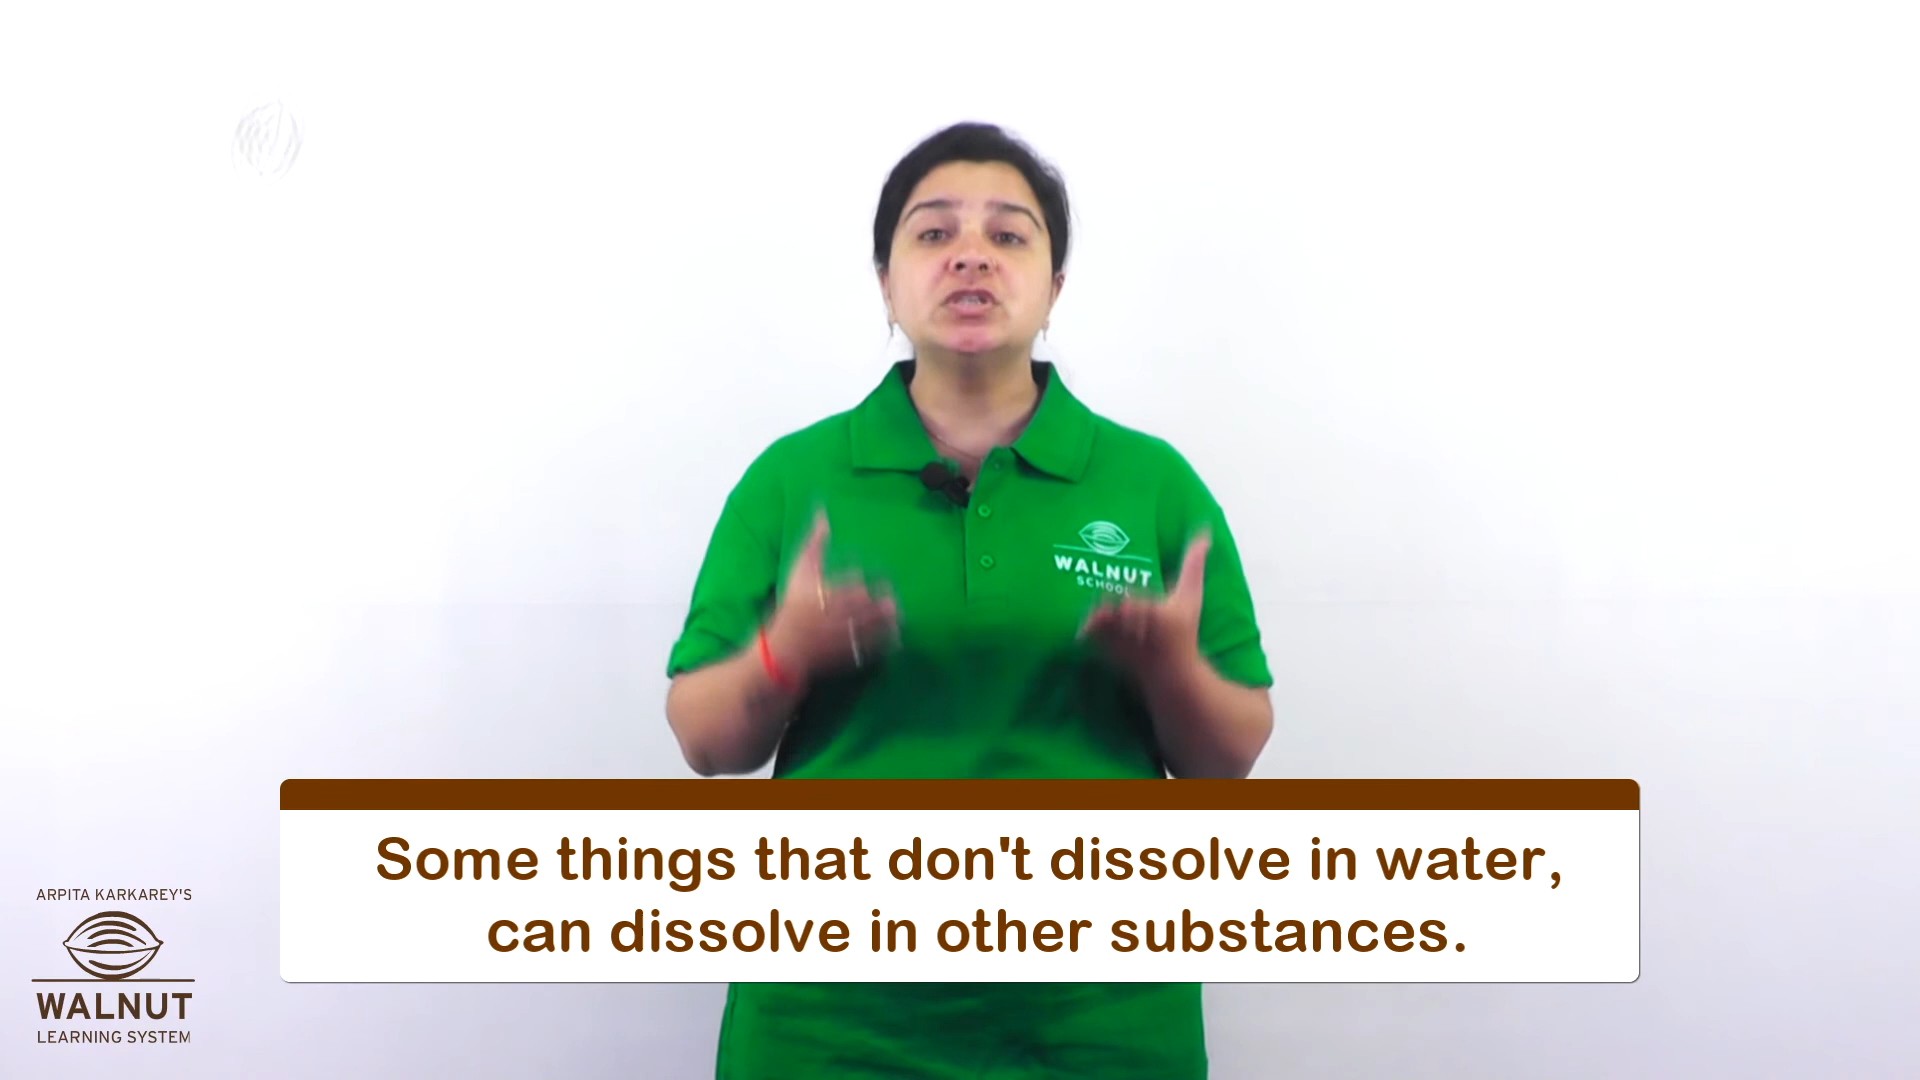 WALNUT
SCHOOL
Some things that don't dissolve in water,
can dissolve in other substances.
ARPITA KARKAREY'S
WALNUT
LEARNING SYSTEM